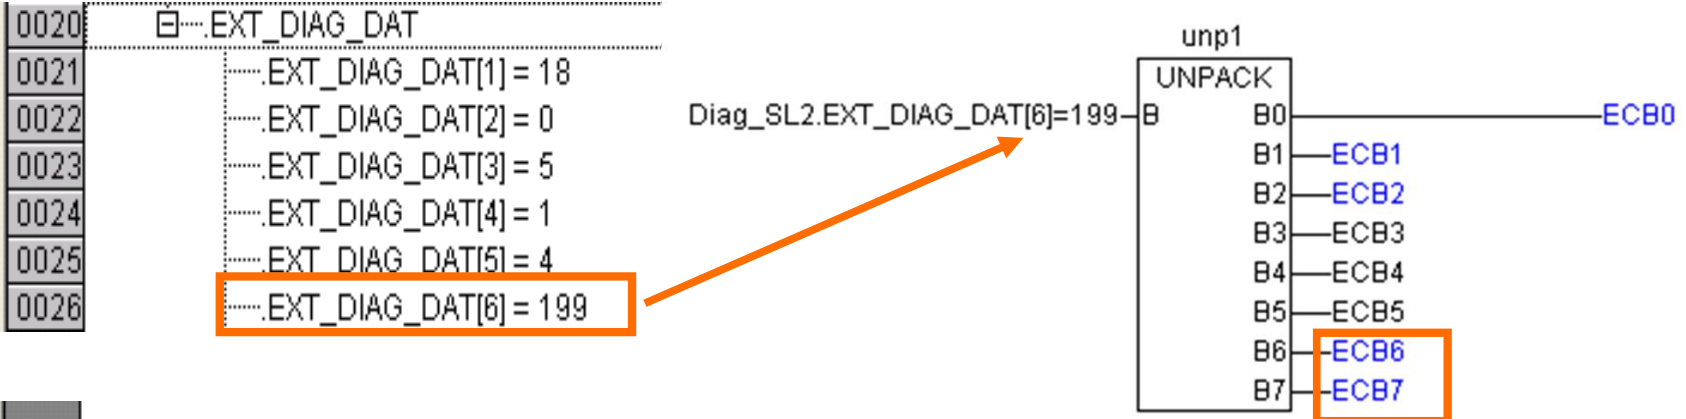 0020 .EXT_DIAG_DAT
0021 .EXT_DIAG_DAT[1] = 18
0022 .EXT_DIAG_DAT[2] = 0
0023 .EXT_DIAG_DAT[3] = 5
0024 .EXT_DIAG_DAT[4] = 1
0025 .EXT_DIAG_DAT[5] = 4
0026 .EXT_DIAG_DAT[6] = 199
unp1
UNPACK
Diag_SL2.EXT_DIAG_DAT[6]=199 B B0 ECB0
B1 ECB1
B2 ECB2
B3 ECB3
B4 ECB4
B5 ECB5
B6 ECB6
B7 ECB7